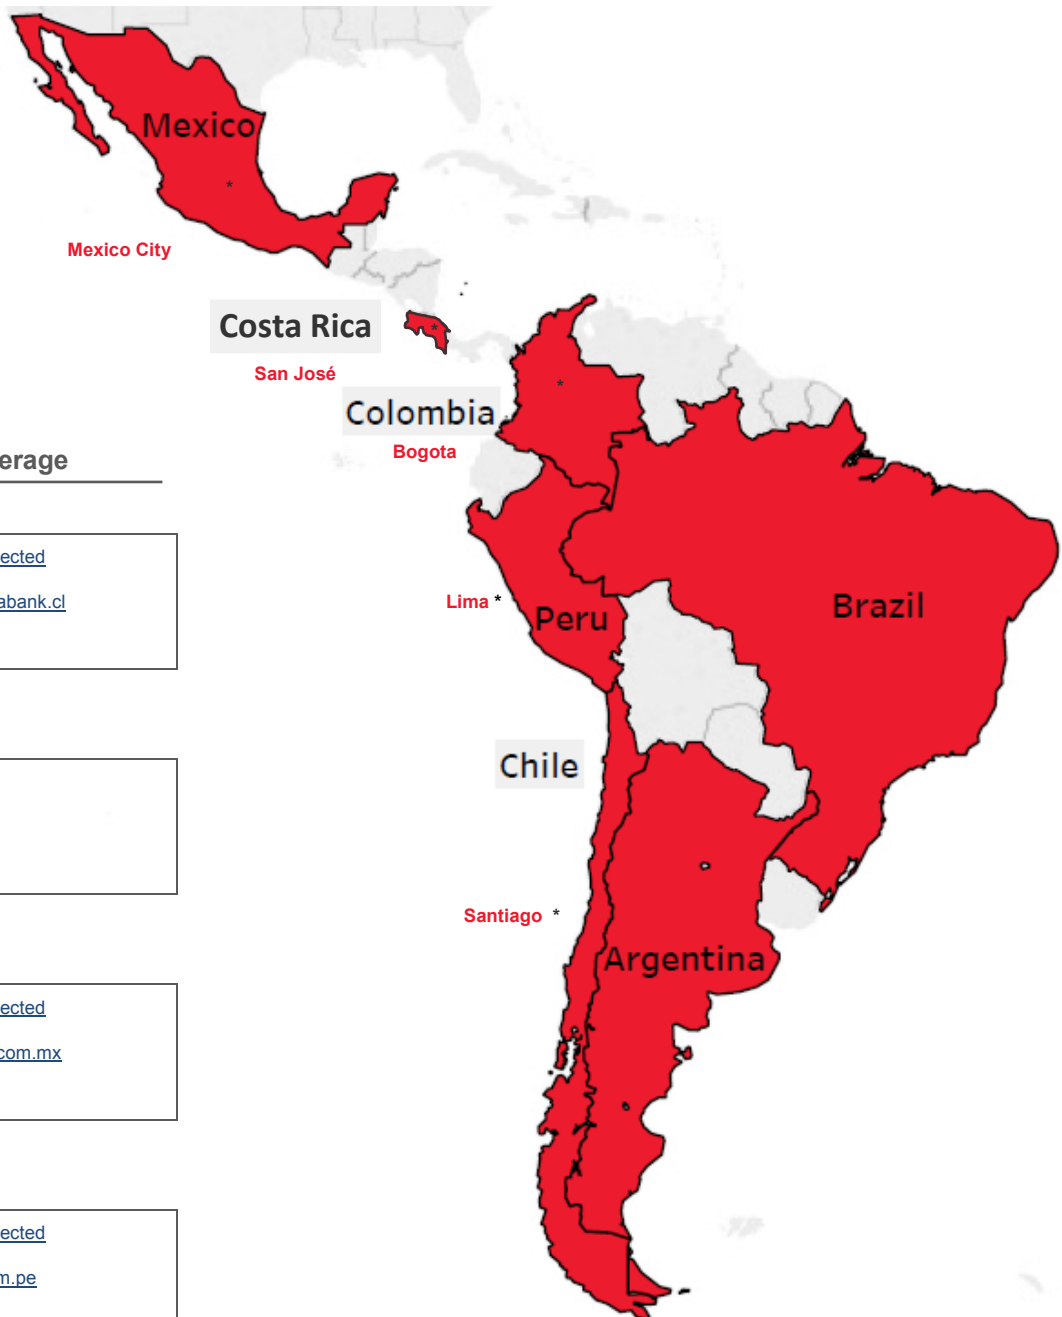 Mexico
*
Mexico City
Costa Rica
*
San José
Colombia
*
Bogota
erage
ected
abank.cl
Lima *
Peru
Brazil
Chile
Santiago *
Argentina
ected
com.mx
ected
m.pe